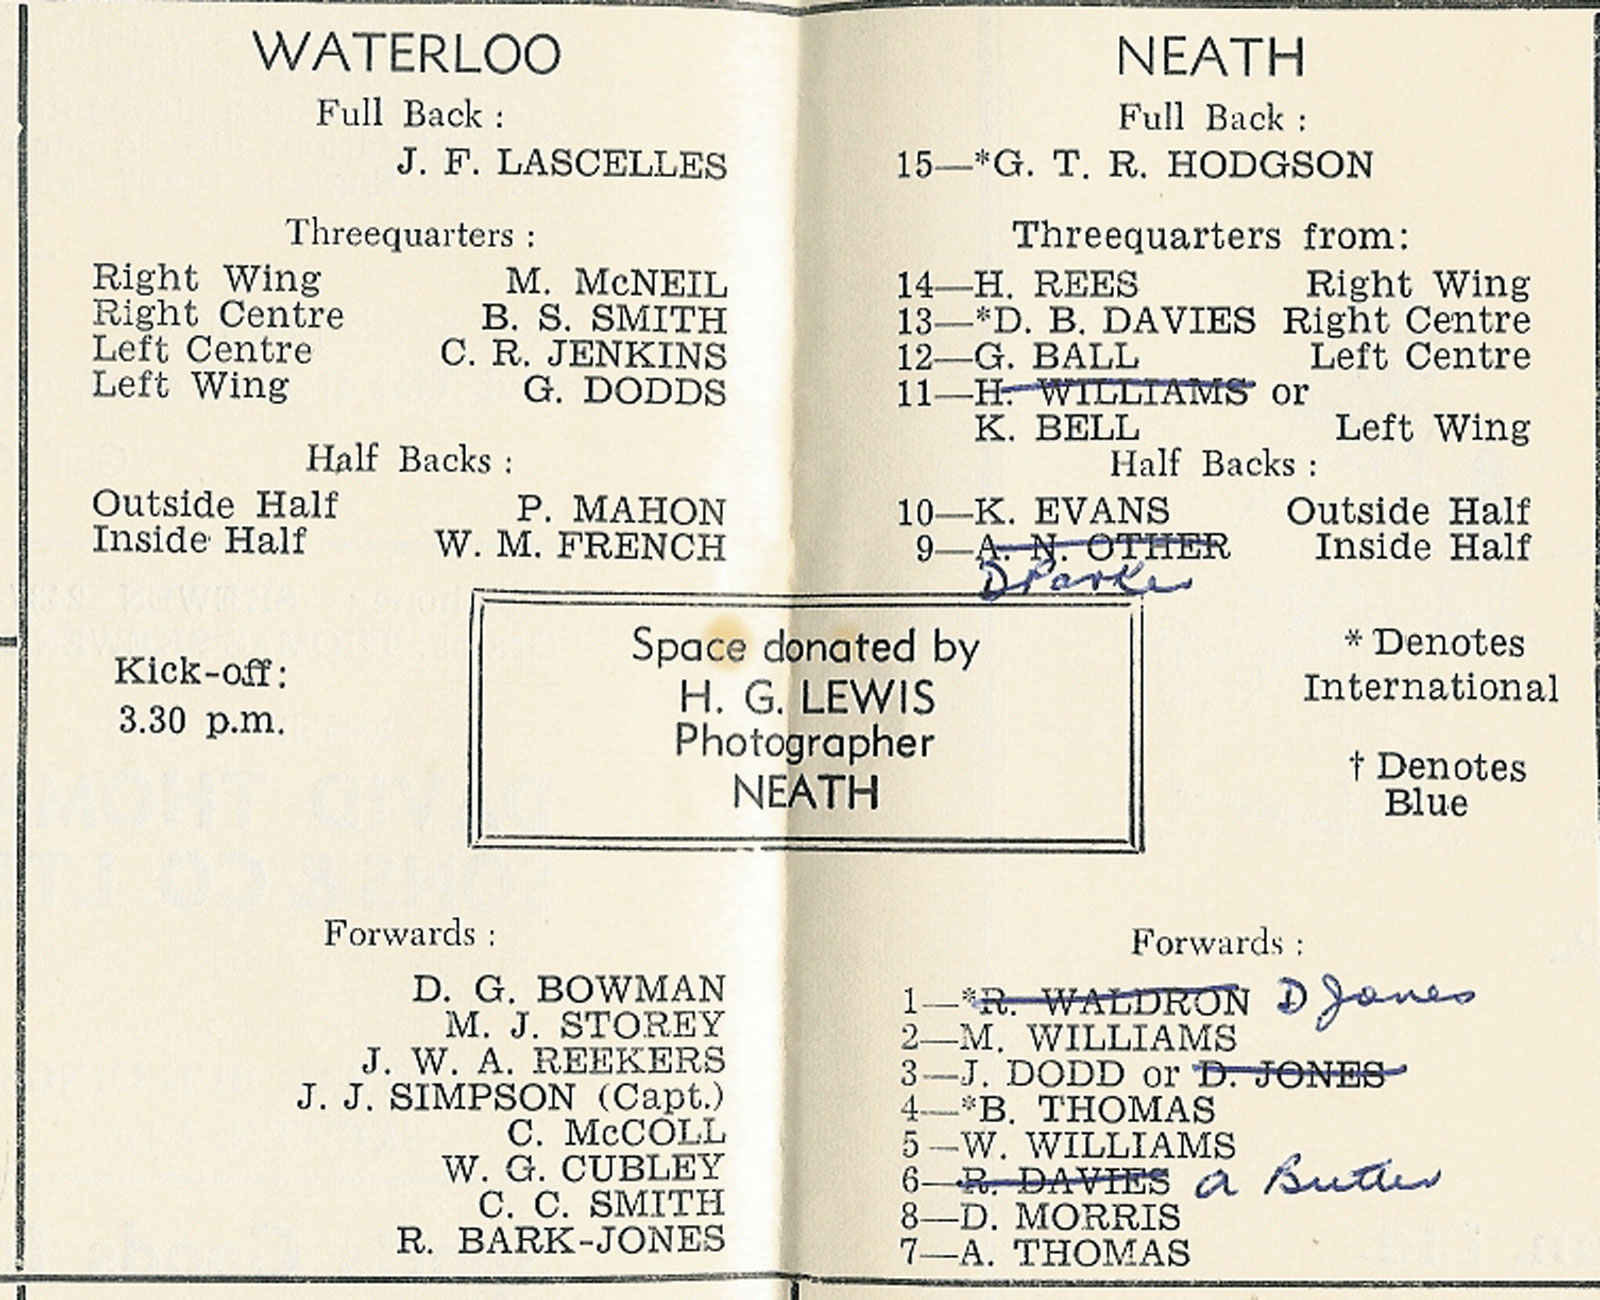 WATERLOO
Full Back :
J. F. LASCELLES
Threequarters :
Right Wing M. McNEIL
Right Centre B. S. SMITH
Left Centre C. R. JENKINS
Left Wing G. DODDS
Half Backs :
Outside Half P. MAHON
Inside Half W. M. FRENCH
Kick-off:
3.30 p.m.
Forwards :
D. G. BOWMAN
M. J. STOREY
J. W. A. REEKERS
J. J. SIMPSON (Capt.)
C. McCOLL
W. G. CUBLEY
C. C. SMITH
R. BARK-JONES
Space donated by
H. G. LEWIS
Photographer
NEATH
NEATH
Full Back :
15—*G. T. R. HODGSON
Threequarters from:
14—H. REES Right Wing
13—*D. B. DAVIES Right Centre
12—G. BALL Left Centre
11—H. WILLIAMS or
K. BELL Left Wing
Half Backs :
10—K. EVANS Outside Half
9—A. N. OTHER Inside Half
D Parker
* Denotes
International
† Denotes
Blue
Forwards :
1—*R. WALDRON D Jones
2—M. WILLIAMS
3—J. DODD or D. JONES
4—*B. THOMAS
5—W. WILLIAMS
6—R. DAVIES A Butler
8—D. MORRIS
7—A. THOMAS